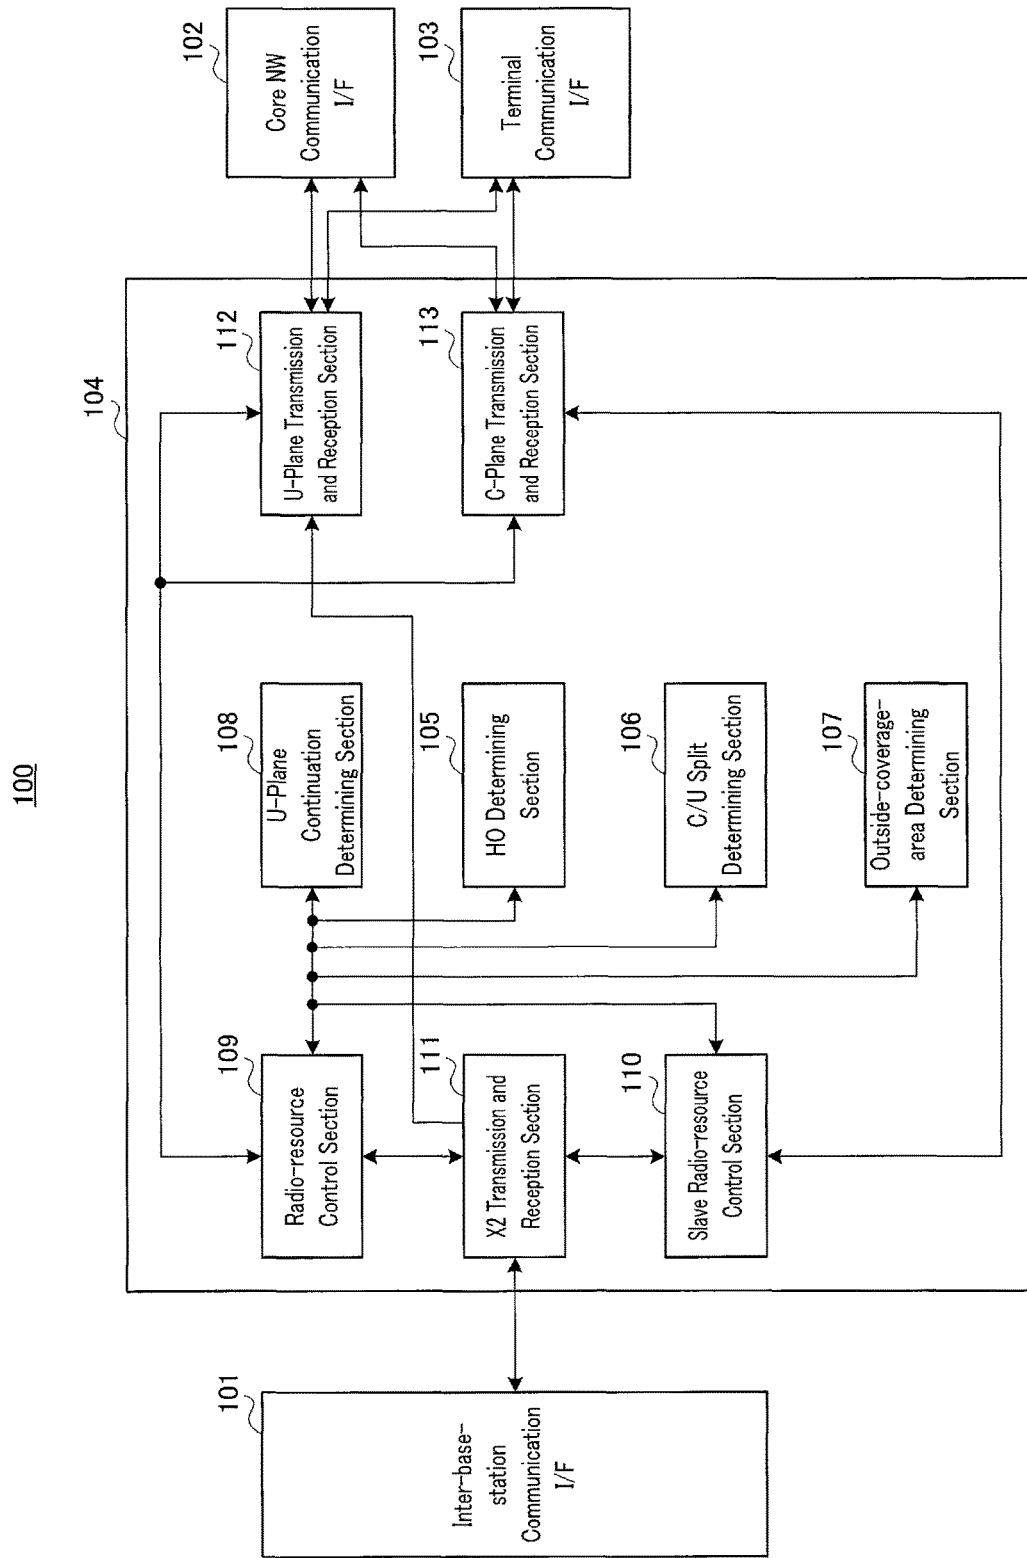 100
104
101
Inter-base-
station
Communication
I/F
109
Radio-resource
Control Section
111
X2 Transmission and
Reception Section
110
Slave Radio-resource
Control Section
108
U-Plane
Continuation
Determining Section
105
HO Determining
Section
106
C/U Split
Determining Section
107
Outside-coverage-
area Determining
Section
112
U-Plane Transmission
and Reception Section
113
C-Plane Transmission
and Reception Section
102
Core NW
Communication
I/F
103
Terminal
Communication
I/F